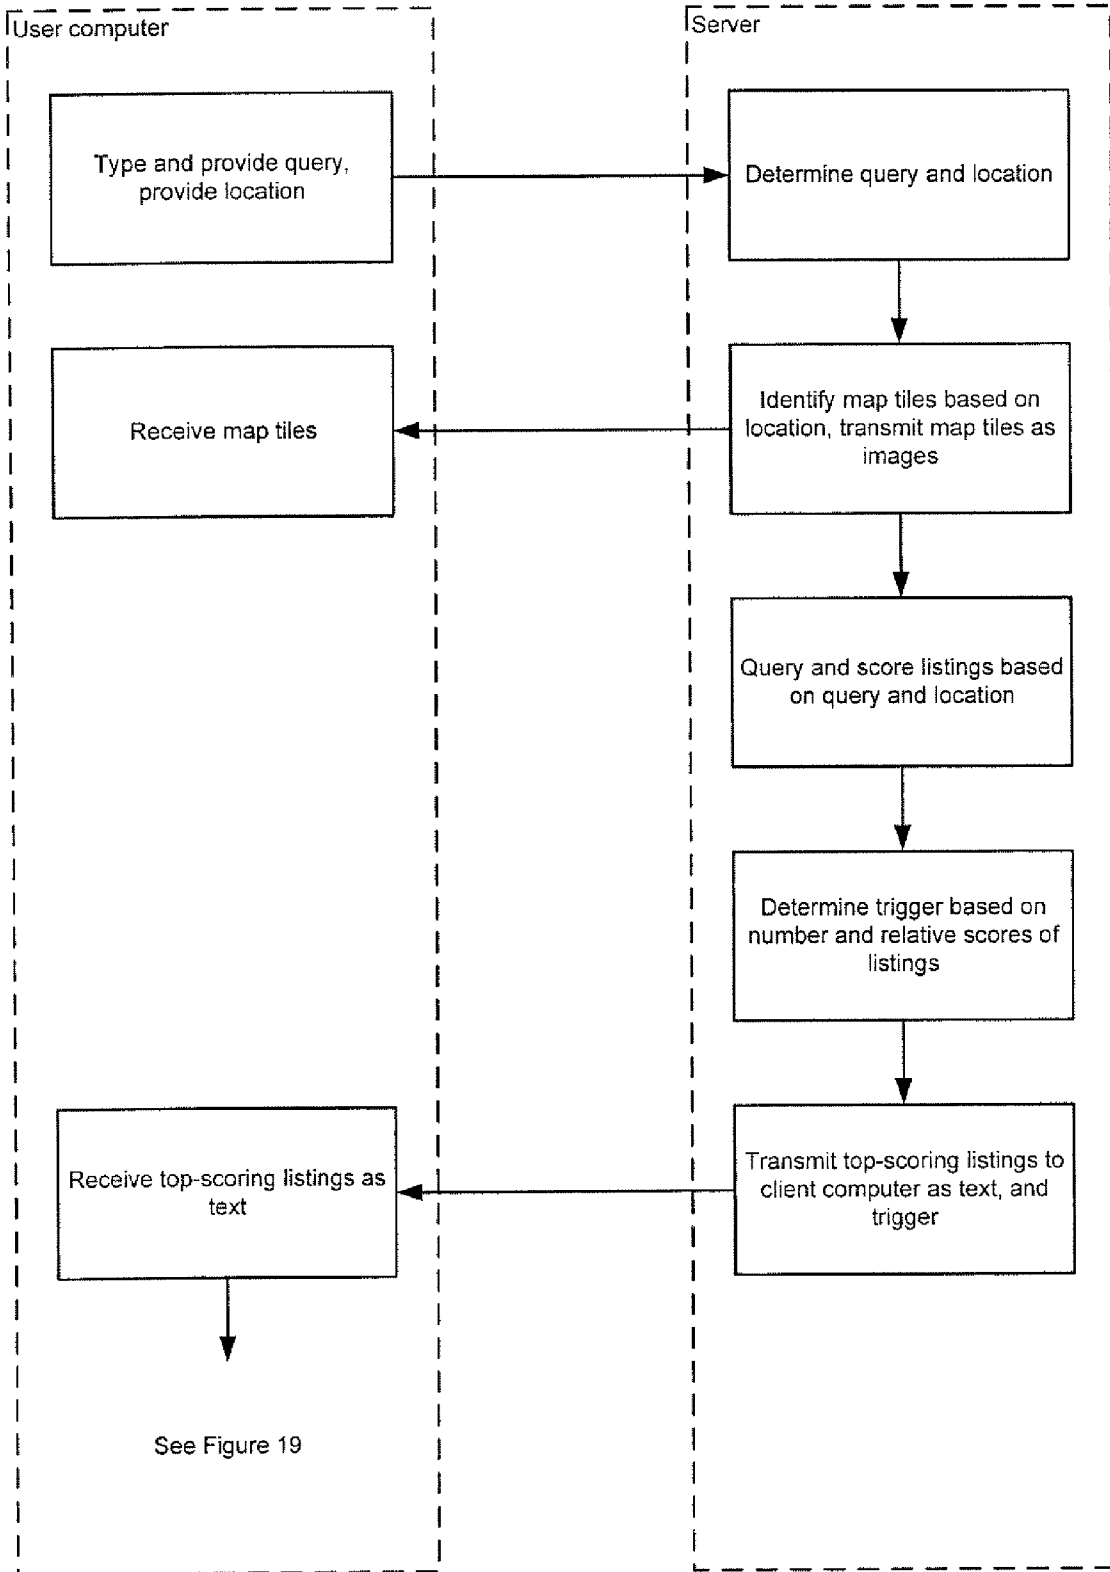 User computer
Server
Type and provide query,
provide location
Determine query and location
Receive map tiles
Identify map tiles based on
location, transmit map tiles as
images
Query and score listings based
on query and location
Determine trigger based on
number and relative scores of
listings
Receive top-scoring listings as
text
Transmit top-scoring listings to
client computer as text, and
trigger
See Figure 19